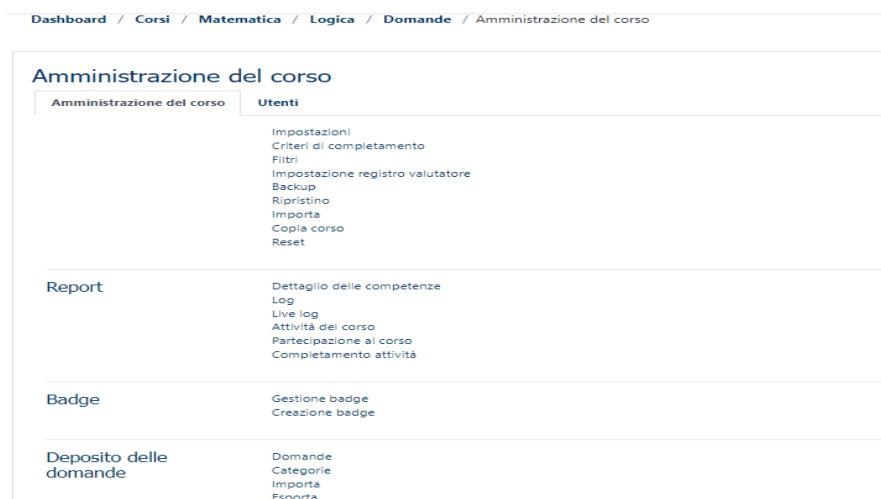 Dashboard / Corsi / Matematica / Logica / Domande / Amministrazione del corso
Amministrazione del corso
Amministrazione del corso Utenti
Impostazioni
Criteri di completamento
Filtri
Impostazione registro valutatore
Backup
Ripristino
Importa
Copia corso
Reset
Report
Dettaglio delle competenze
Log
Live log
Attività del corso
Partecipazione al corso
Completamento attività
Badge
Gestione badge
Creazione badge
Deposito delle
domande
Domande
Categorie
Importa
Esporta